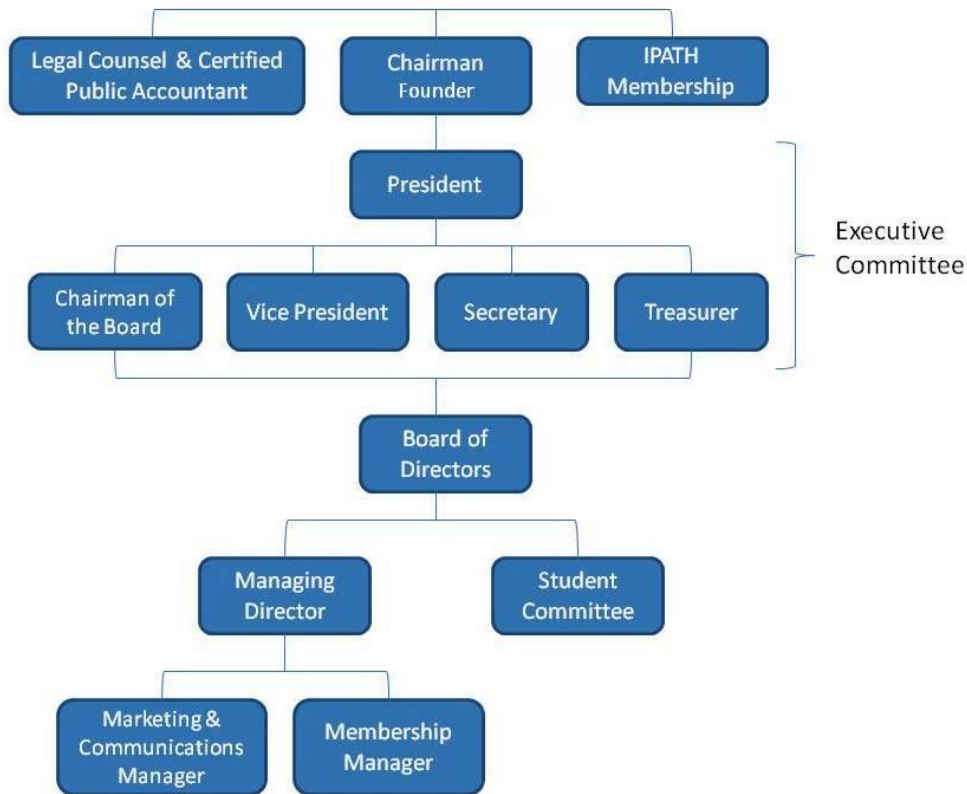 Legal Counsel & Certified
Public Accountant
Chairman
Founder
IPATH
Membership
President
Executive
Committee
Chairman of
the Board
Vice President
Secretary
Treasurer
Board of
Directors
Managing
Director
Student
Committee
Marketing &
Communications
Manager
Membership
Manager